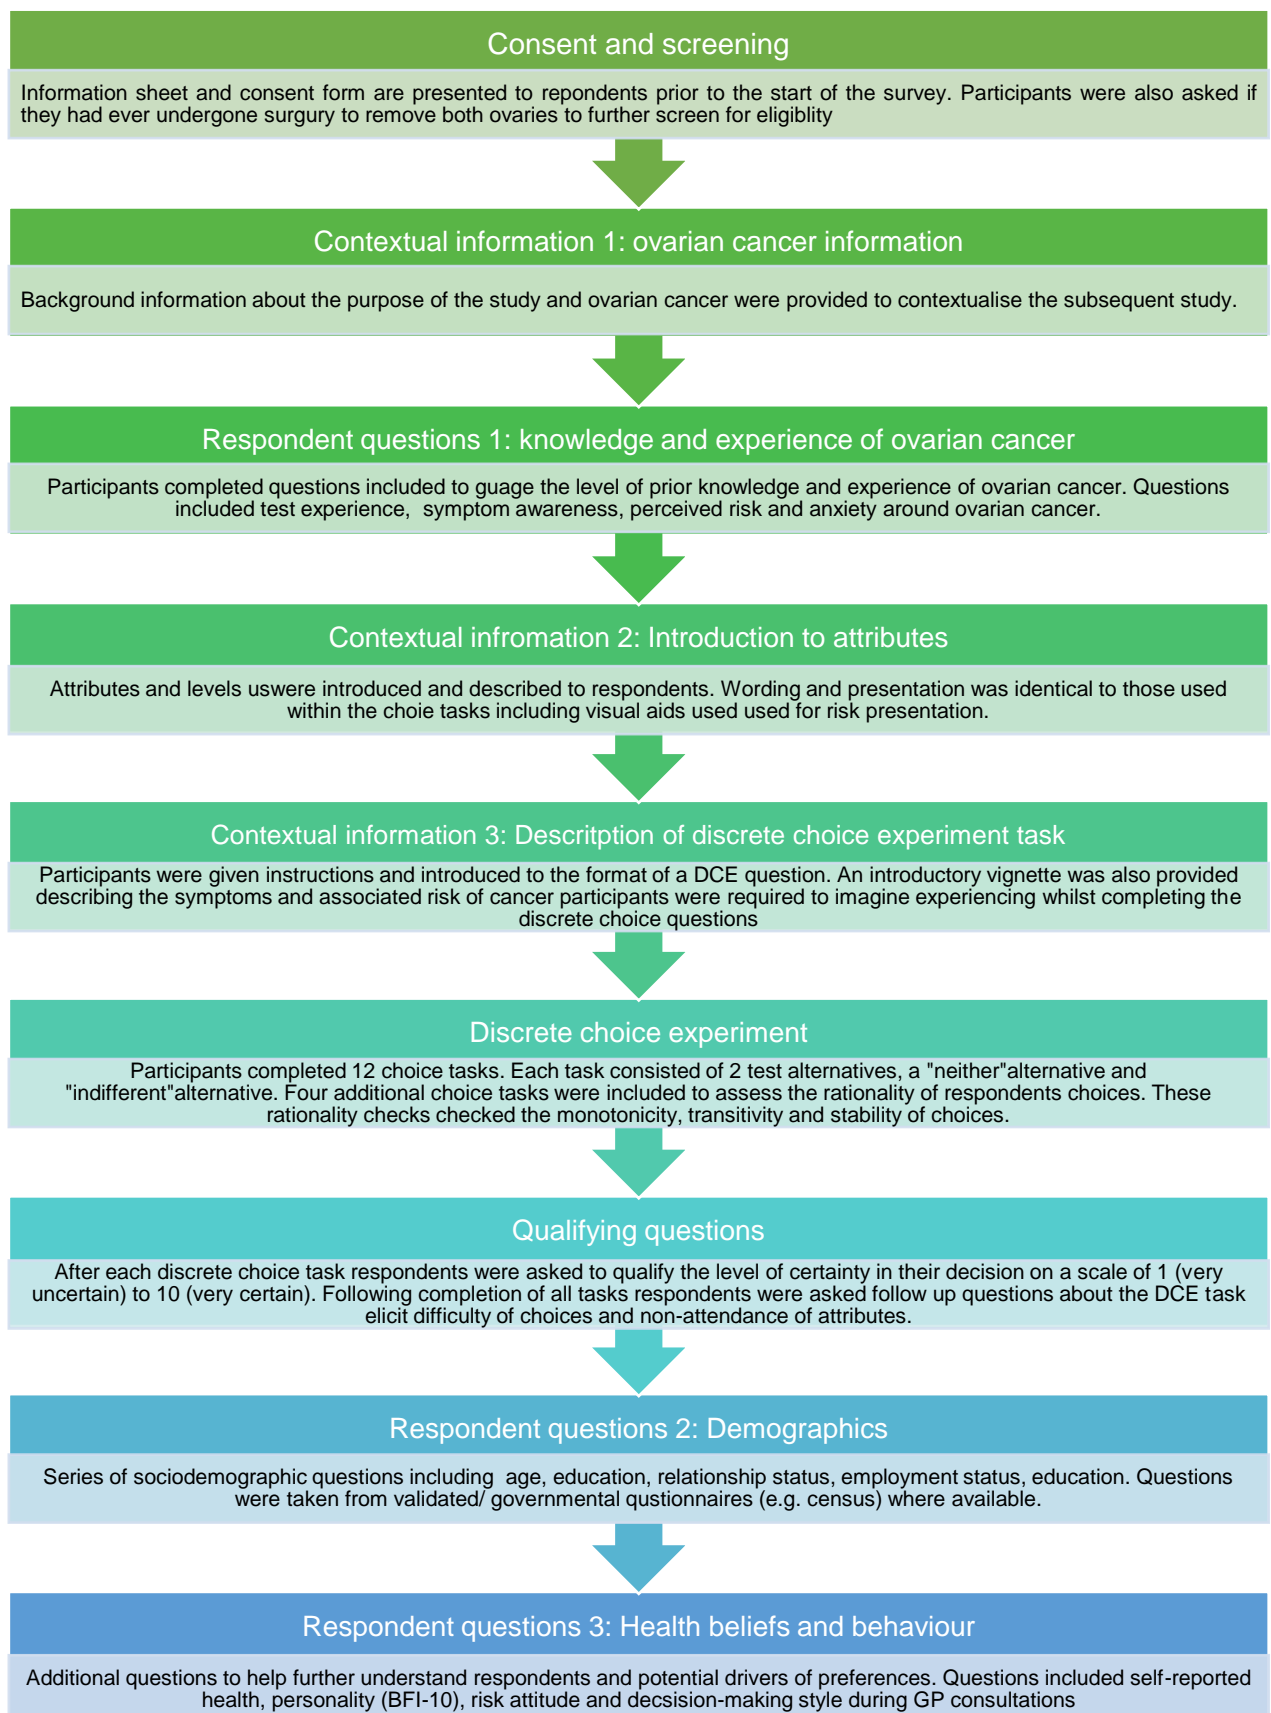 Consent and screening
Information sheet and consent form are presented to repondents prior to the start of the survey. Participants were also asked if
they had ever undergone surgury to remove both ovaries to further screen for eligiblity
Contextual information 1: ovarian cancer information
Background information about the purpose of the study and ovarian cancer were provided to contextualise the subsequent study.
Respondent questions 1: knowledge and experience of ovarian cancer
Participants completed questions included to guage the level of prior knowledge and experience of ovarian cancer. Questions
included test experience,  symptom awareness, perceived risk and anxiety around ovarian cancer.
Contextual infromation 2: Introduction to attributes
Attributes and levels uswere introduced and described to respondents. Wording and presentation was identical to those used
within the choie tasks including visual aids used used for risk presentation.
Contextual information 3: Descritption of discrete choice experiment task
Participants were given instructions and introduced to the format of a DCE question. An introductory vignette was also provided
describing the symptoms and associated risk of cancer participants were required to imagine experiencing whilst completing the
discrete choice questions
Discrete choice experiment
Participants completed 12 choice tasks. Each task consisted of 2 test alternatives, a "neither"alternative and
"indifferent"alternative. Four additional choice tasks were included to assess the rationality of respondents choices. These
rationality checks checked the monotonicity, transitivity and stability of choices.
Qualifying questions
After each discrete choice task respondents were asked to qualify the level of certainty in their decision on a scale of 1 (very
uncertain) to 10 (very certain). Following completion of all tasks respondents were asked follow up questions about the DCE task
elicit difficulty of choices and non-attendance of attributes.
Respondent questions 2: Demographics
Series of sociodemographic questions including  age, education, relationship status, employment status, education. Questions
were taken from validated/ governmental qustionnaires (e.g. census) where available.
Respondent questions 3: Health beliefs and behaviour
Additional questions to help further understand respondents and potential drivers of preferences. Questions included self-reported
health, personality (BFI-10), risk attitude and decsision-making style during GP consultations